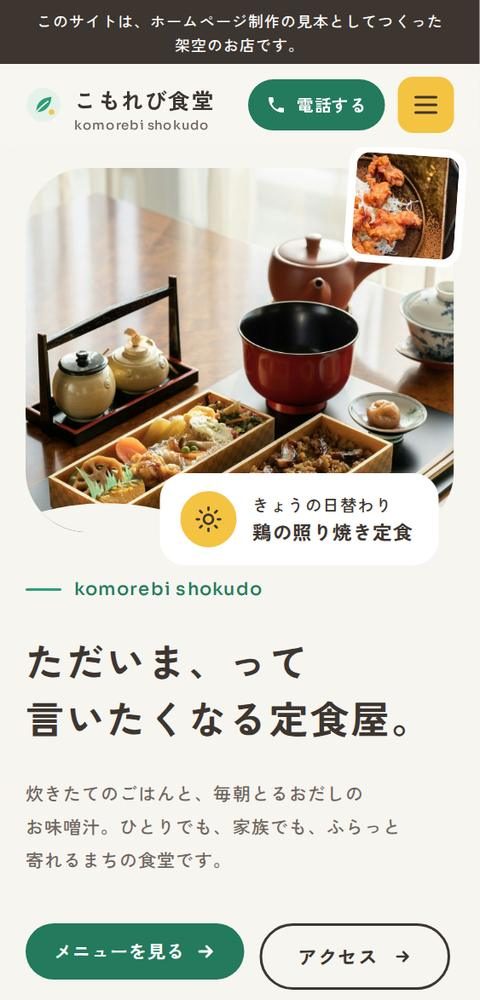 このサイトは、ホームページ制作の見本としてつくった
架空のお店です。
こもれび食堂
komorebi shokudo
電話する
きょうの日替わり
鶏の照り焼き定食
komorebi shokudo
ただいま、って
言いたくなる定食屋。
炊きたてのごはんと、毎朝とるおだしの
お味噌汁。ひとりでも、家族でも、ふらっと
寄れるまちの食堂です。
メニューを見る →
アクセス →